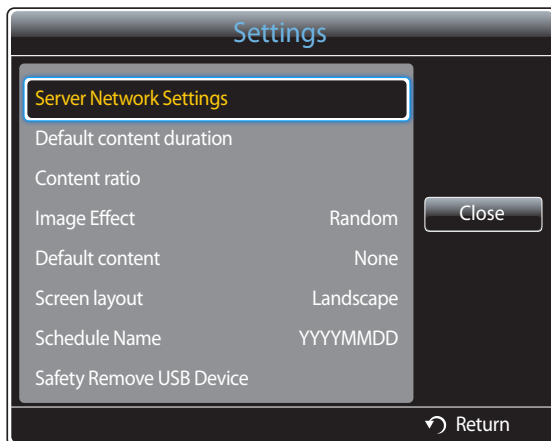 Settings
Server Network Settings
Default content duration
Content ratio
Image Effect Random
Default content None
Screen layout Landscape
Schedule Name YYYYMMDD
Safety Remove USB Device
Close
Return